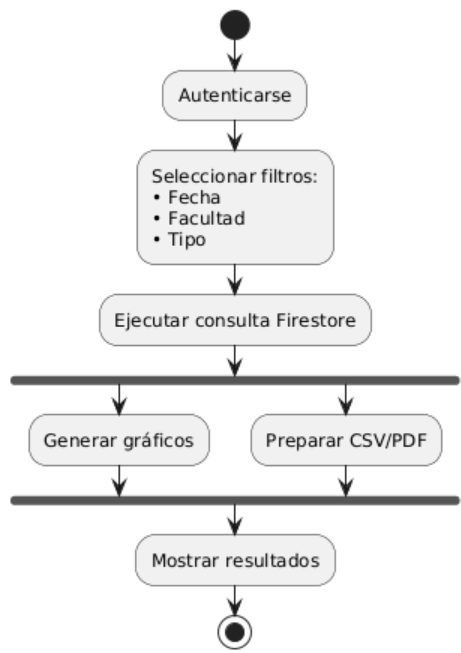 Autenticarse
Seleccionar filtros:
• Fecha
• Facultad
• Tipo
Ejecutar consulta Firestore
Generar gráficos
Preparar CSV/PDF
Mostrar resultados